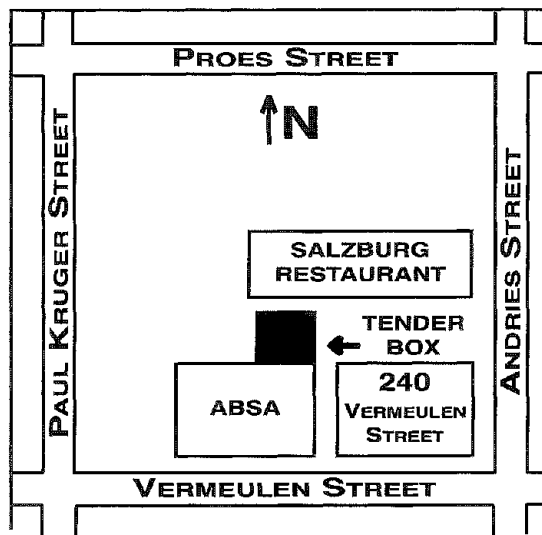 PROES STREET
N
PAUL KRUGER STREET
ANDRIES STREET
SALZBURG
RESTAURANT
TENDER
BOX
ABSA
240
VERMEULEN
STREET
VERMEULEN STREET